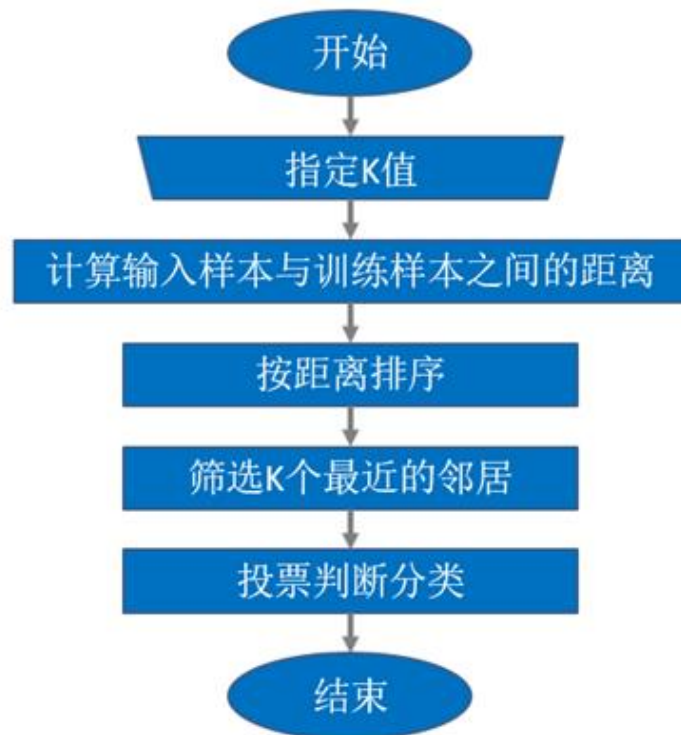 开始
指定K值
计算输入样本与训练样本之间的距离
按距离排序
筛选K个最近的邻居
投票判断分类
结束